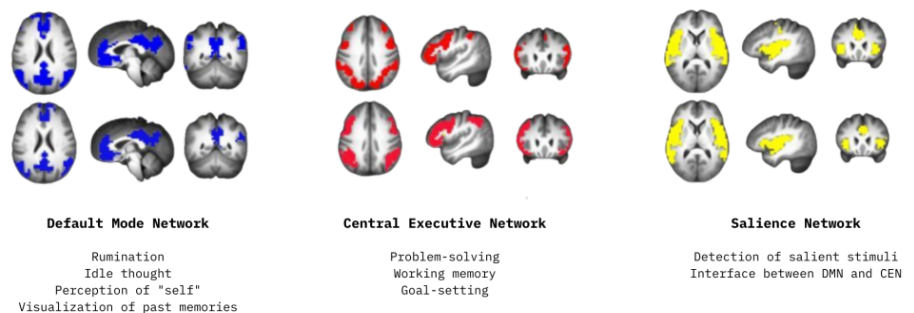 Default Mode Network
Rumination
Idle thought
Perception of "self"
Visualization of past memories
Central Executive Network
Problem-solving
Working memory
Goal-setting
Salience Network
Detection of salient stimuli
Interface between DMN and CEN